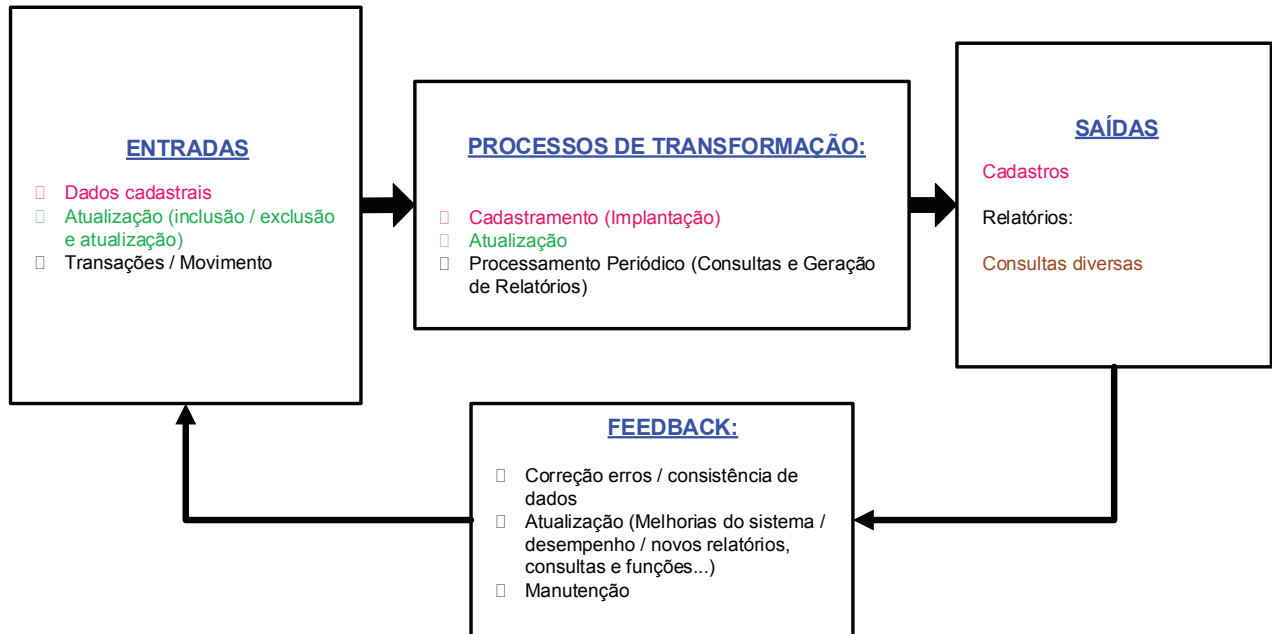 ENTRADAS
Dados cadastrais
Atualização (inclusão / exclusão
e atualização)
Transações / Movimento
PROCESSOS DE TRANSFORMAÇÃO:
Cadastramento (Implantação)
Atualização
Processamento Periódico (Consultas e Geração
de Relatórios)
SAÍDAS
Cadastros
Relatórios:
Consultas diversas
FEEDBACK:
Correção erros / consistência de
dados
Atualização (Melhorias do sistema /
desempenho / novos relatórios,
consultas e funções...)
Manutenção